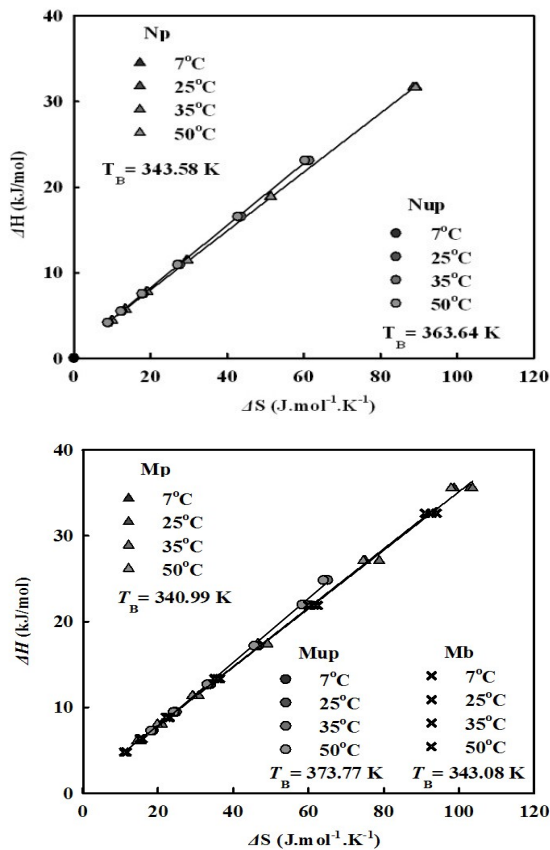 40
Np
7°C
25°C
35°C
50°C
T_B = 343.58 K
30
20
10
0
ΔH (kJ/mol)
Nup
7°C
25°C
35°C
50°C
T_B = 363.64 K
0 20 40 60 80 100 120
ΔS (J.mol⁻¹.K⁻¹)
40
Mp
7°C
25°C
35°C
50°C
T_B = 340.99 K
30
20
10
0
ΔH (kJ/mol)
Mup
7°C
25°C
35°C
50°C
T_B = 373.77 K
Mb
7°C
25°C
35°C
50°C
T_B = 343.08 K
0 20 40 60 80 100 120
ΔS (J.mol⁻¹.K⁻¹)